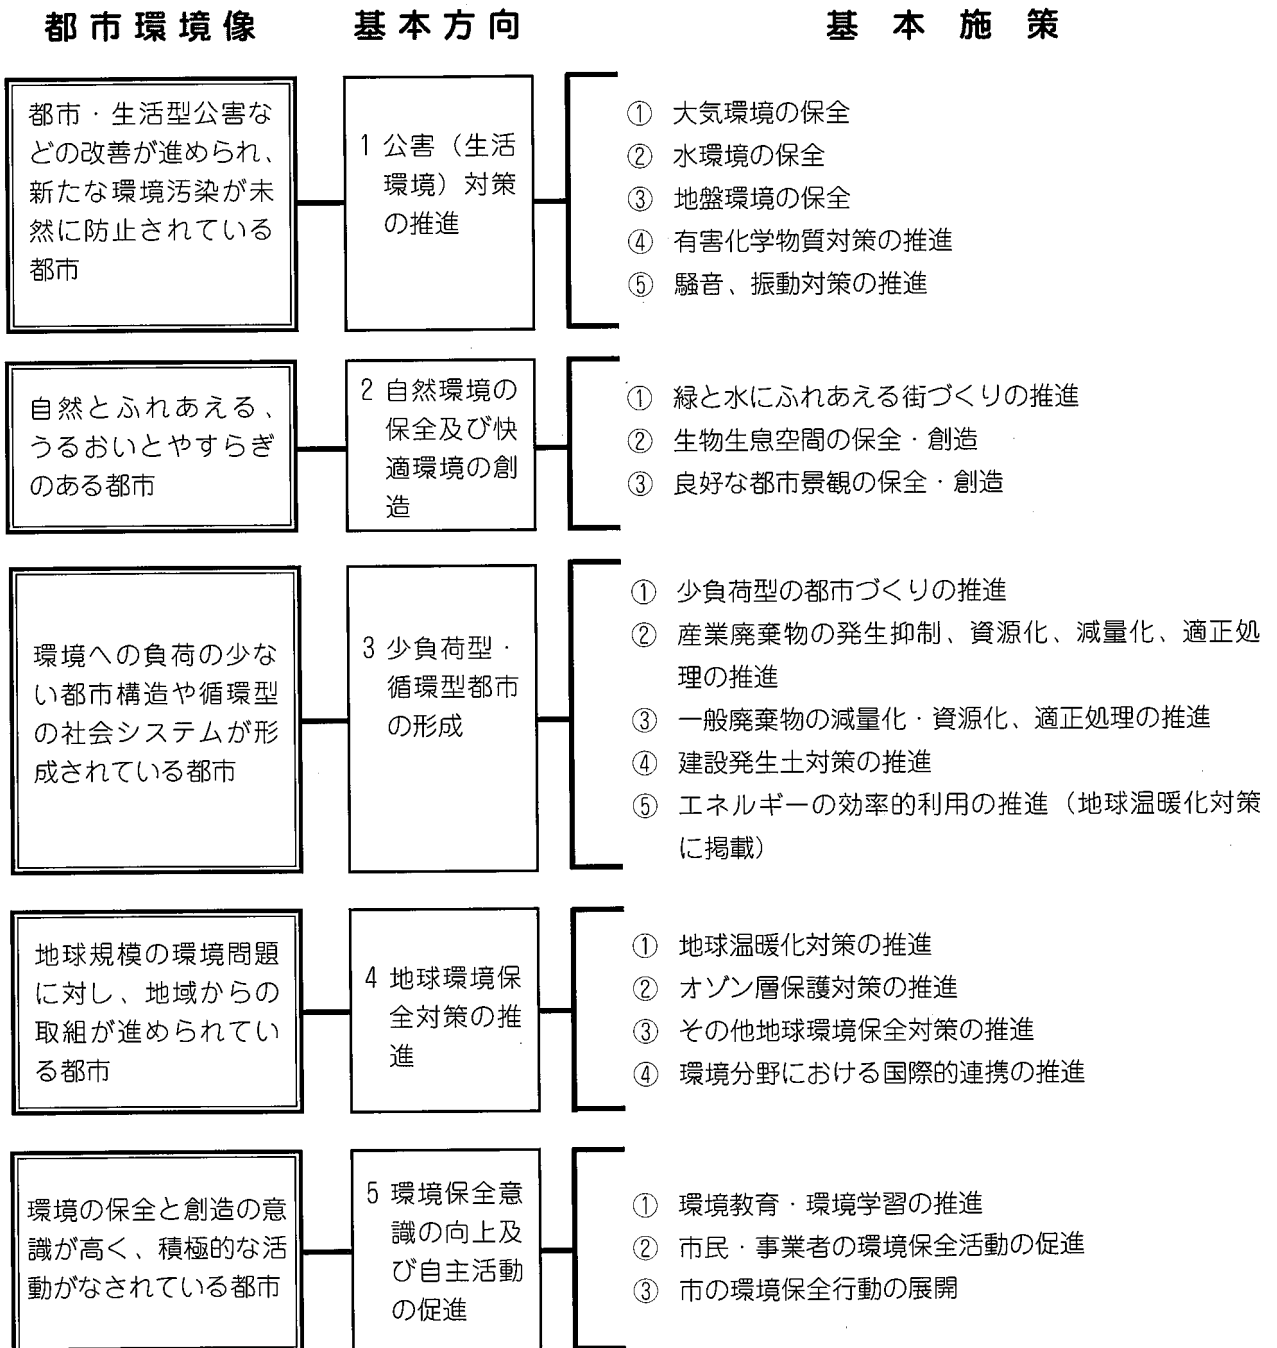 都市環境像
基本方向
基本施策
都市・生活型公害な
どの改善が進められ、
新たな環境汚染が未
然に防止されている
都市
1 公害（生活
環境）対策
の推進
① 大気環境の保全
② 水環境の保全
③ 地盤環境の保全
④ 有害化学物質対策の推進
⑤ 騒音、振動対策の推進
自然とふれあえる、
うるおいとやすらぎ
のある都市
2 自然環境の
保全及び快
適環境の創
造
① 緑と水にふれあえる街づくりの推進
② 生物生息空間の保全・創造
③ 良好な都市景観の保全・創造
環境への負荷の少な
い都市構造や循環型
の社会システムが形
成されている都市
3 少負荷型・
循環型都市
の形成
① 少負荷型の都市づくりの推進
② 産業廃棄物の発生抑制、資源化、減量化、適正処
理の推進
③ 一般廃棄物の減量化・資源化、適正処理の推進
④ 建設発生土対策の推進
⑤ エネルギーの効率的利用の推進（地球温暖化対策
に掲載）
地球規模の環境問題
に対し、地域からの
取組が進められてい
る都市
4 地球環境保
全対策の推
進
① 地球温暖化対策の推進
② オゾン層保護対策の推進
③ その他地球環境保全対策の推進
④ 環境分野における国際的連携の推進
環境の保全と創造の意
識が高く、積極的な活
動がなされている都市
5 環境保全意
識の向上及
び自主活動
の促進
① 環境教育・環境学習の推進
② 市民・事業者の環境保全活動の促進
③ 市の環境保全行動の展開